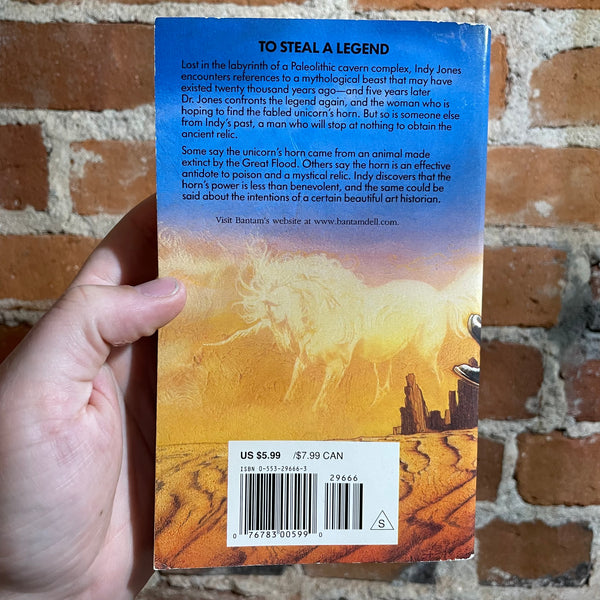 TO STEAL A LEGEND
Lost in the labyrinth of a Paleolithic cavern complex, Indy Jones
encounters references to a mythological beast that may have
existed twenty thousand years ago—and five years later
Dr. Jones confronts the legend again, and the woman who is
hoping to find the fabled unicorn's horn. But so is someone else
from Indy's past, a man who will stop at nothing to obtain the
ancient relic.
Some say the unicorn's horn came from an animal made
extinct by the Great Flood. Others say the horn is an effective
antidote to poison and a mystical relic. Indy discovers that the
horn's power is less than benevolent, and the same could be
said about the intentions of a certain beautiful art historian.
Visit Bantam's website at www.bantamdell.com.
US $5.99 /$7.99 CAN
ISBN 0-553-29666-3
29666
0 76783 00599 0
S